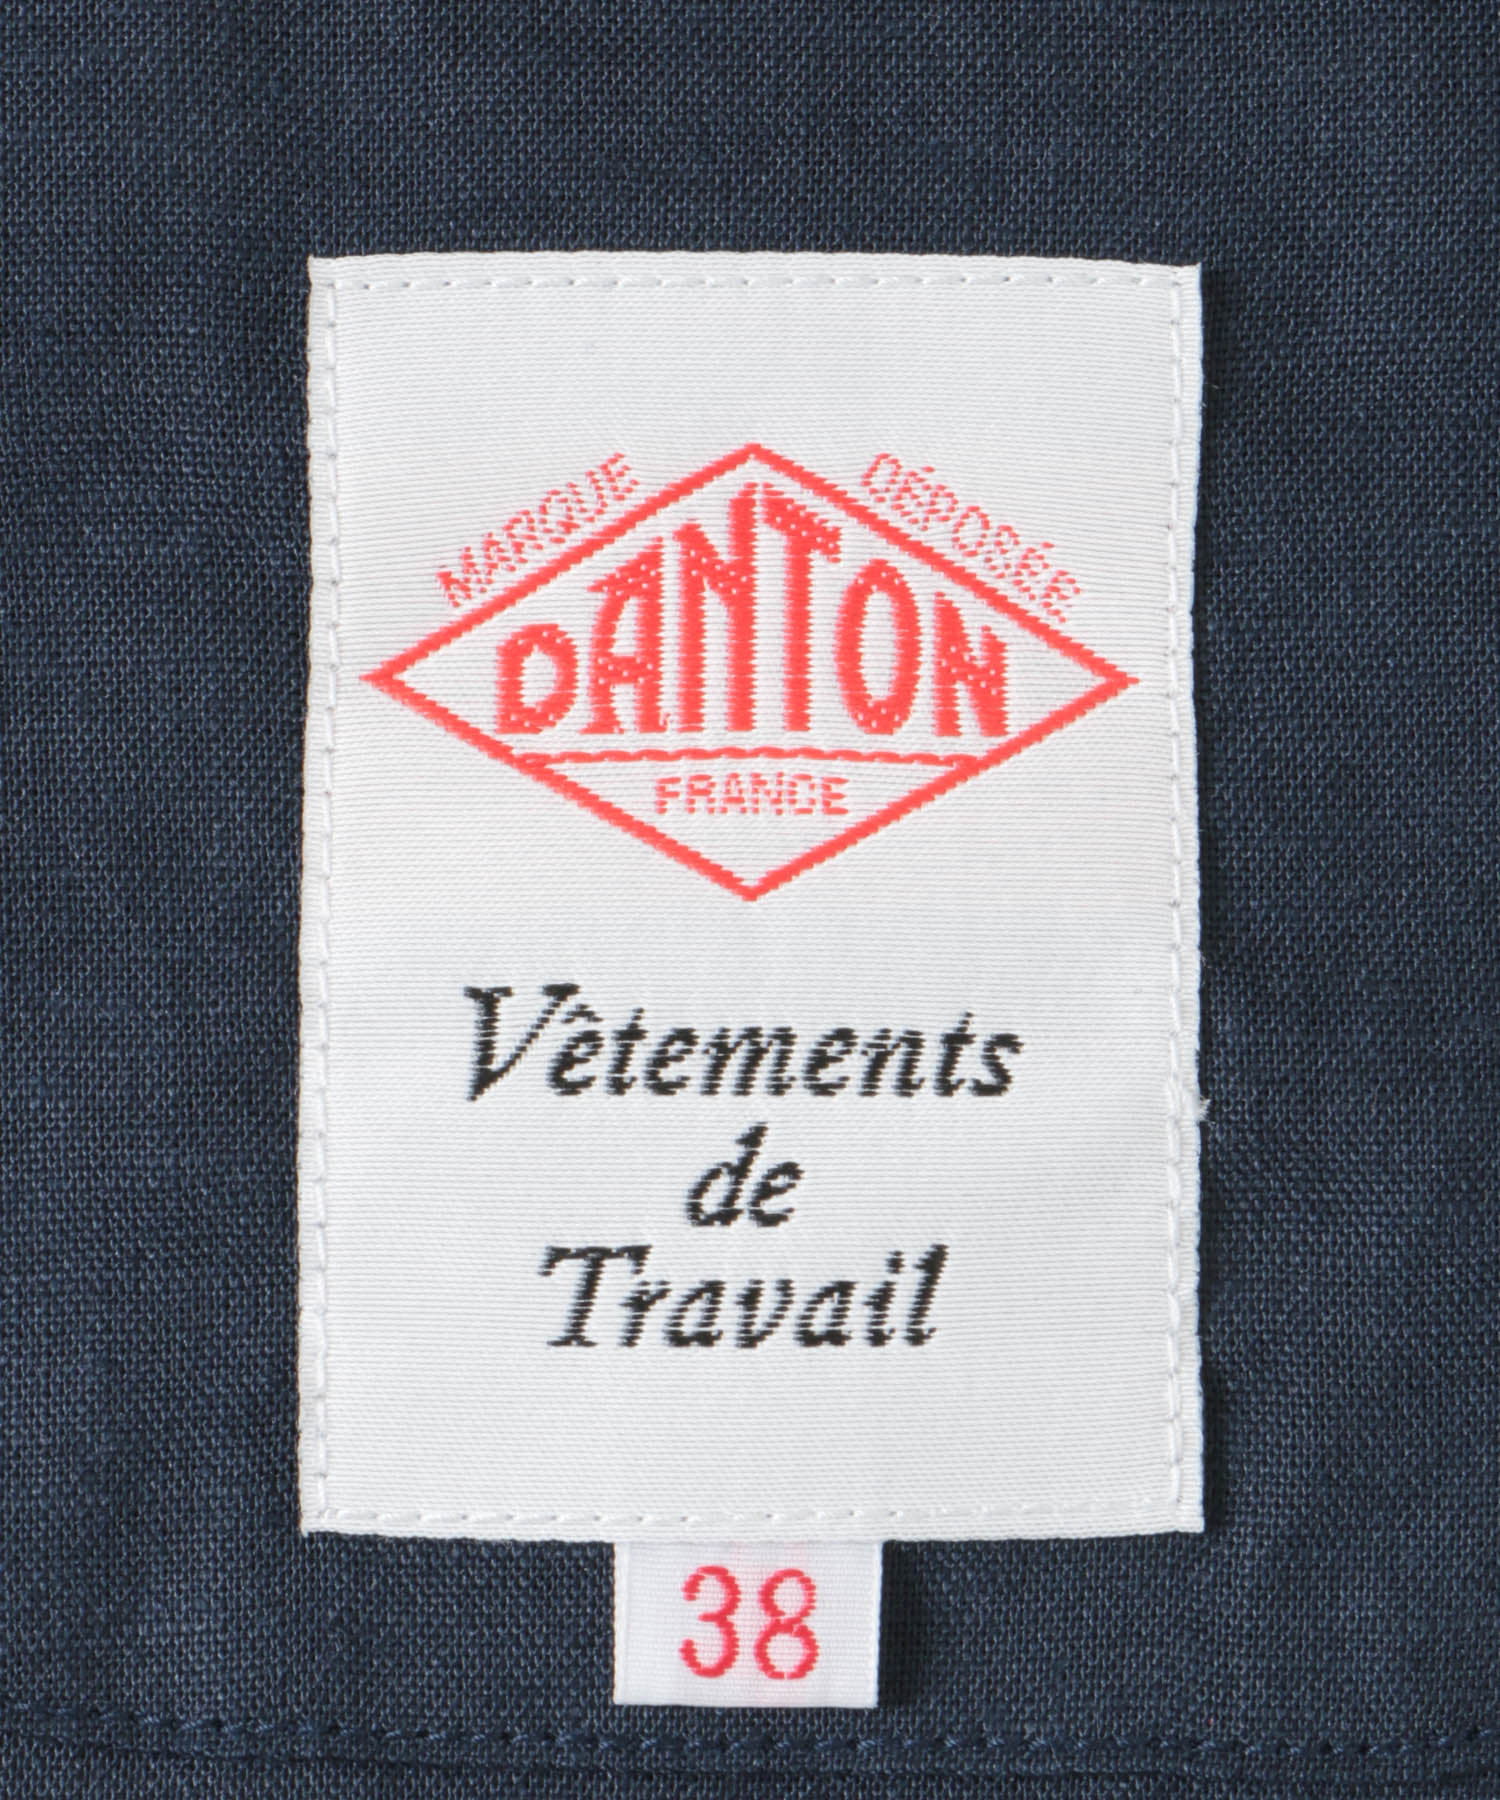 MARQUE DÉPOSÉE
DANTON
FRANCE
Vêtements
de
Travail
38